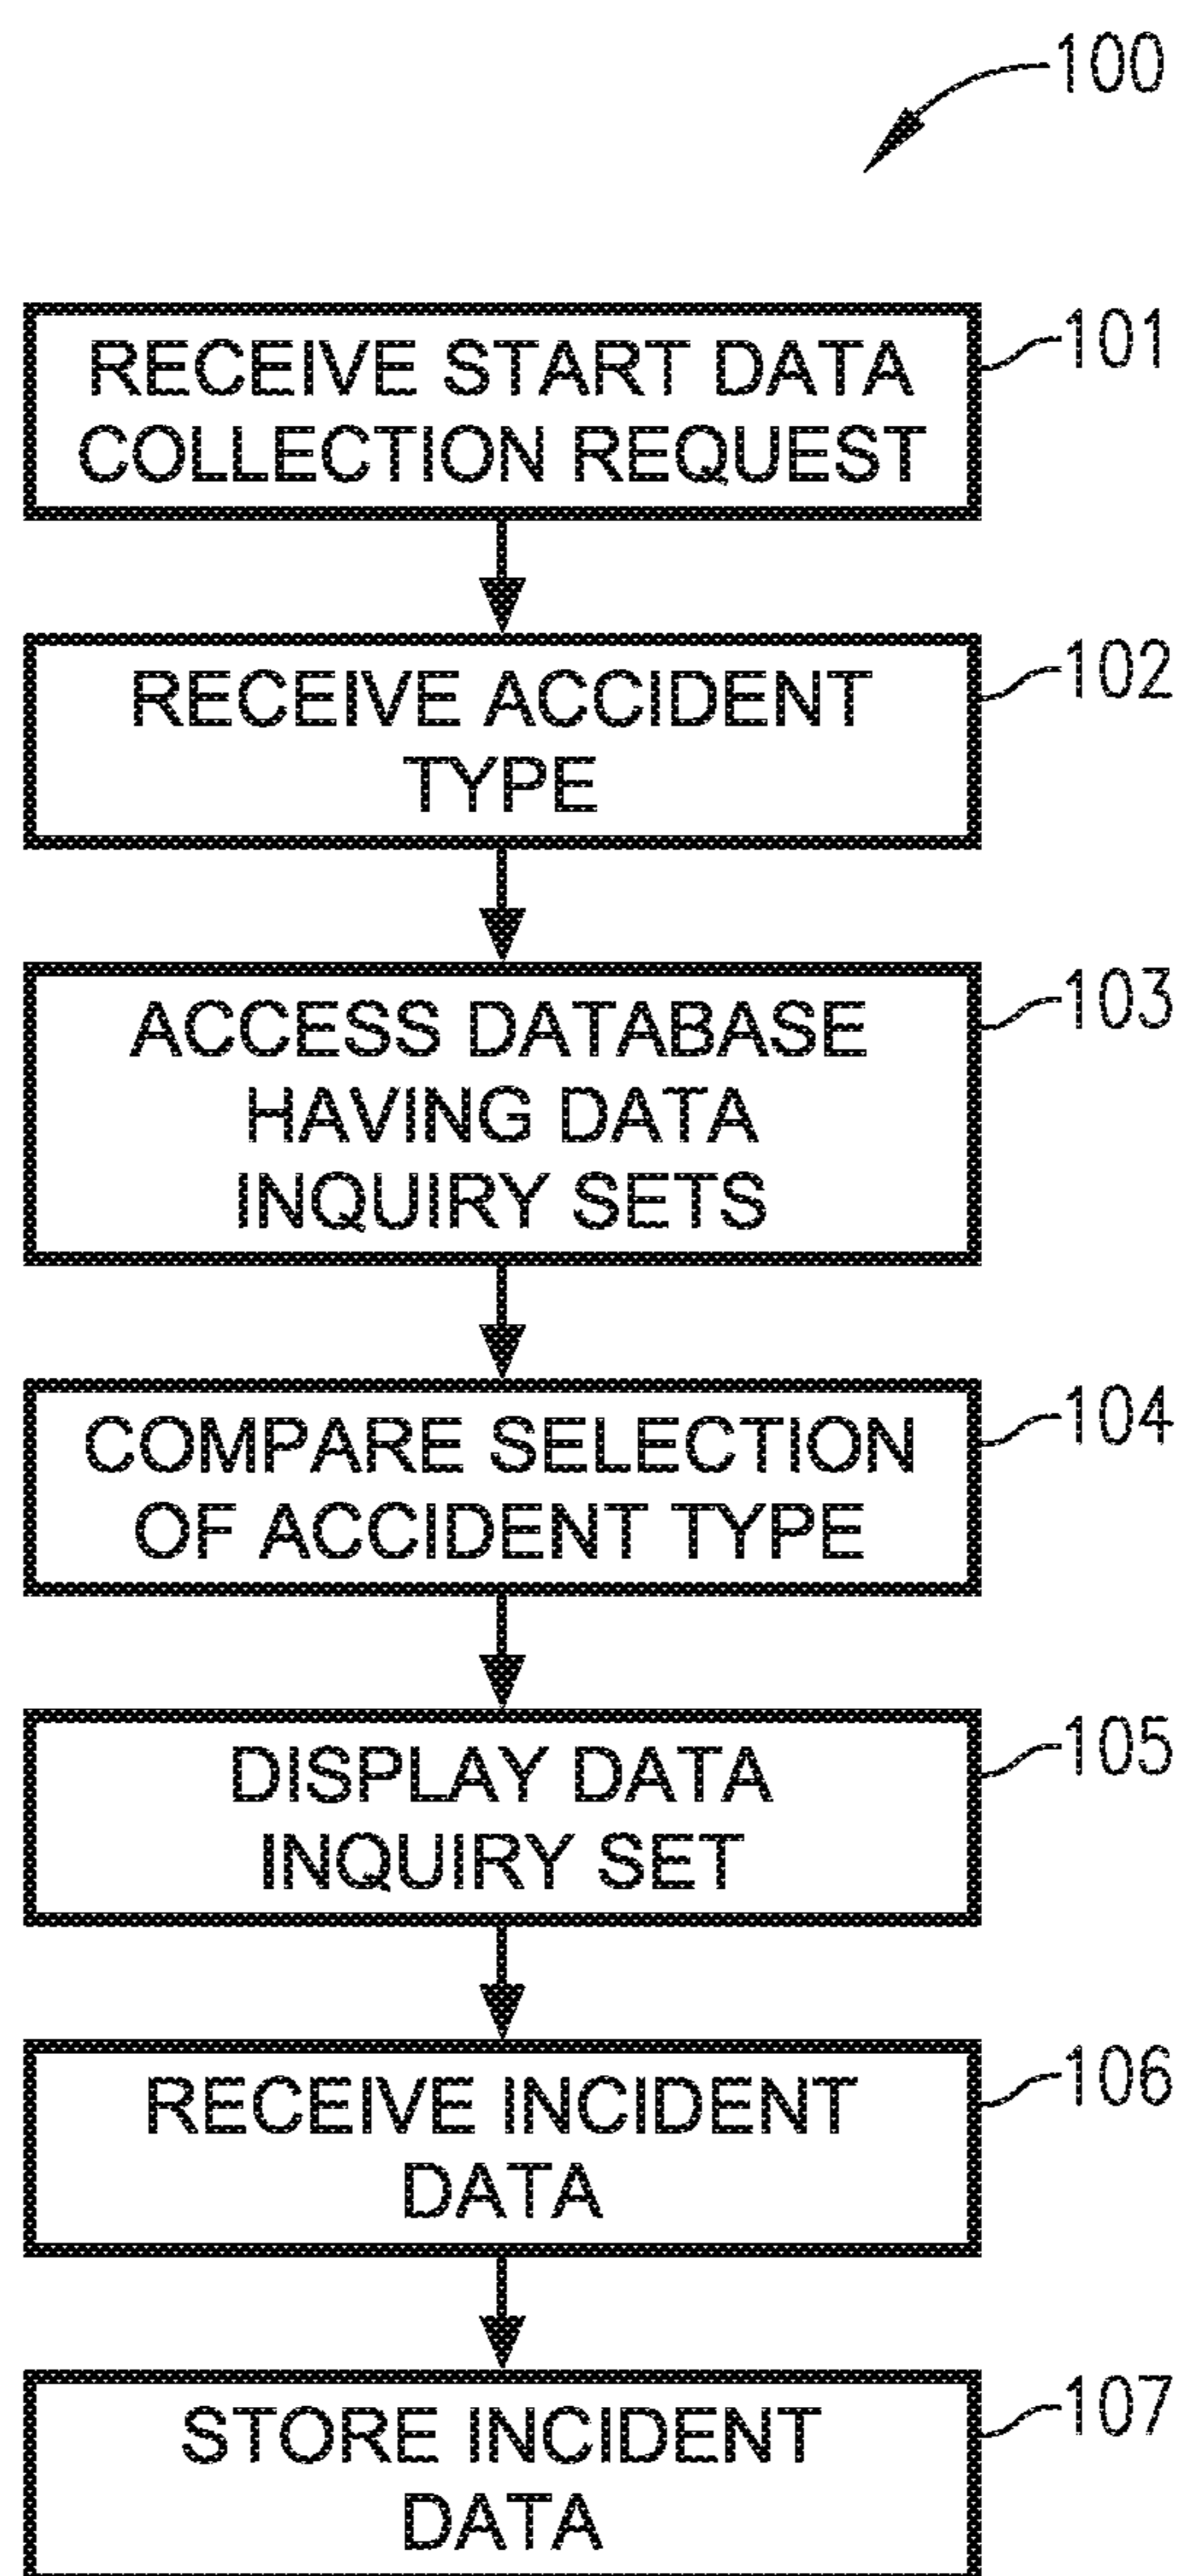 100
RECEIVE START DATA
COLLECTION REQUEST
101
RECEIVE ACCIDENT
TYPE
102
ACCESS DATABASE
HAVING DATA
INQUIRY SETS
103
COMPARE SELECTION
OF ACCIDENT TYPE
104
DISPLAY DATA
INQUIRY SET
105
RECEIVE INCIDENT
DATA
106
STORE INCIDENT
DATA
107